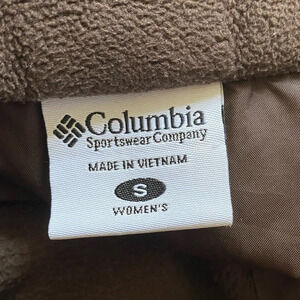 Columbia
Sportswear Company
MADE IN VIETNAM
S
WOMEN'S